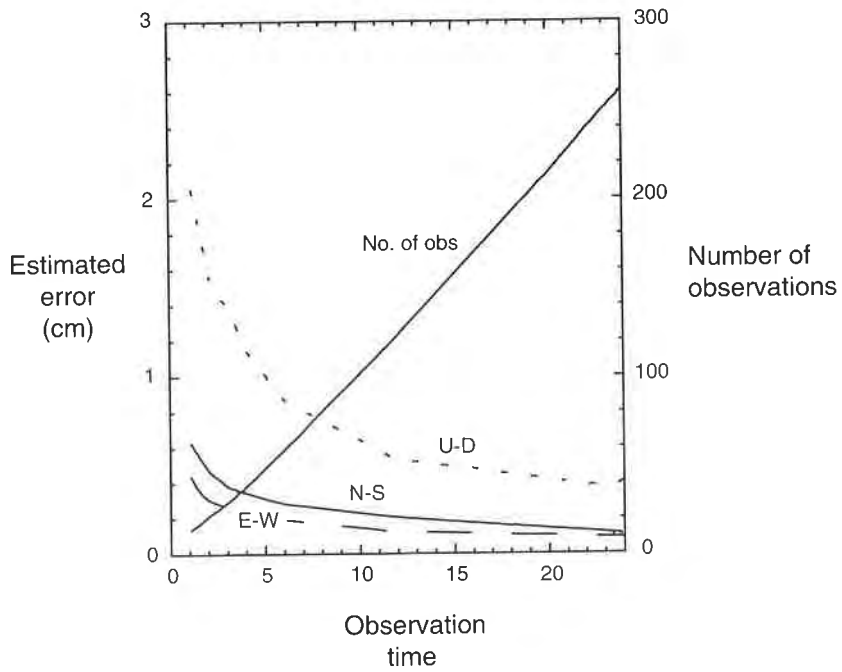 3
300
2
200
No. of obs
Estimated
error
(cm)
Number of
observations
1
100
U-D
N-S
E-W
0
0
0
5
10
15
20
Observation
time